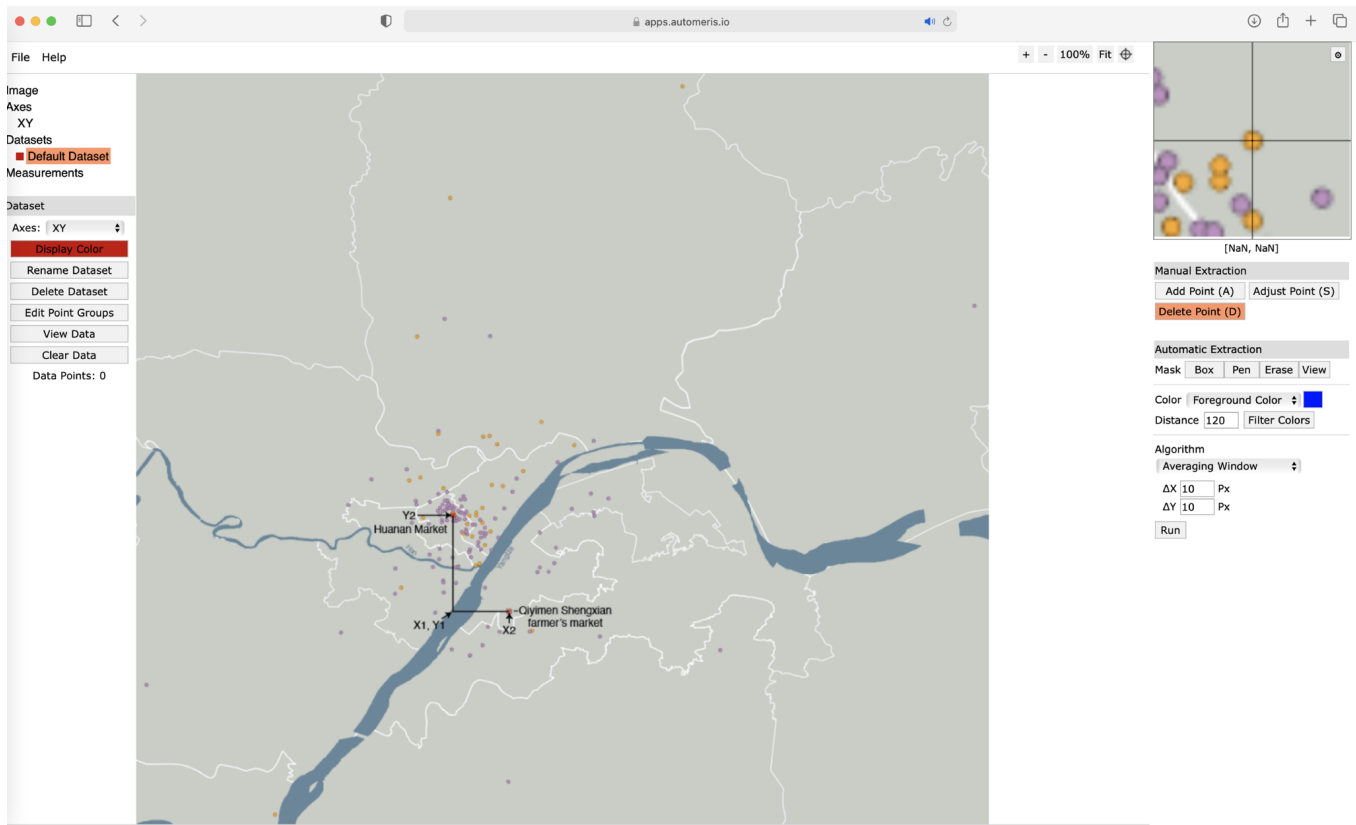 apps.automeris.io
File Help
+ - 100% Fit
Image
Axes
XY
Datasets
Default Dataset
Measurements
Dataset
Axes: XY
Display Color
Rename Dataset
Delete Dataset
Edit Point Groups
View Data
Clear Data
Data Points: 0
Y2
Huanan Market
Han
Yangtze
X1, Y1
X2
Qiyimen Shengxian
farmer's market
[NaN, NaN]
Manual Extraction
Add Point (A) Adjust Point (S)
Delete Point (D)
Automatic Extraction
Mask Box Pen Erase View
Color Foreground Color
Distance 120 Filter Colors
Algorithm
Averaging Window
ΔX 10 Px
ΔY 10 Px
Run